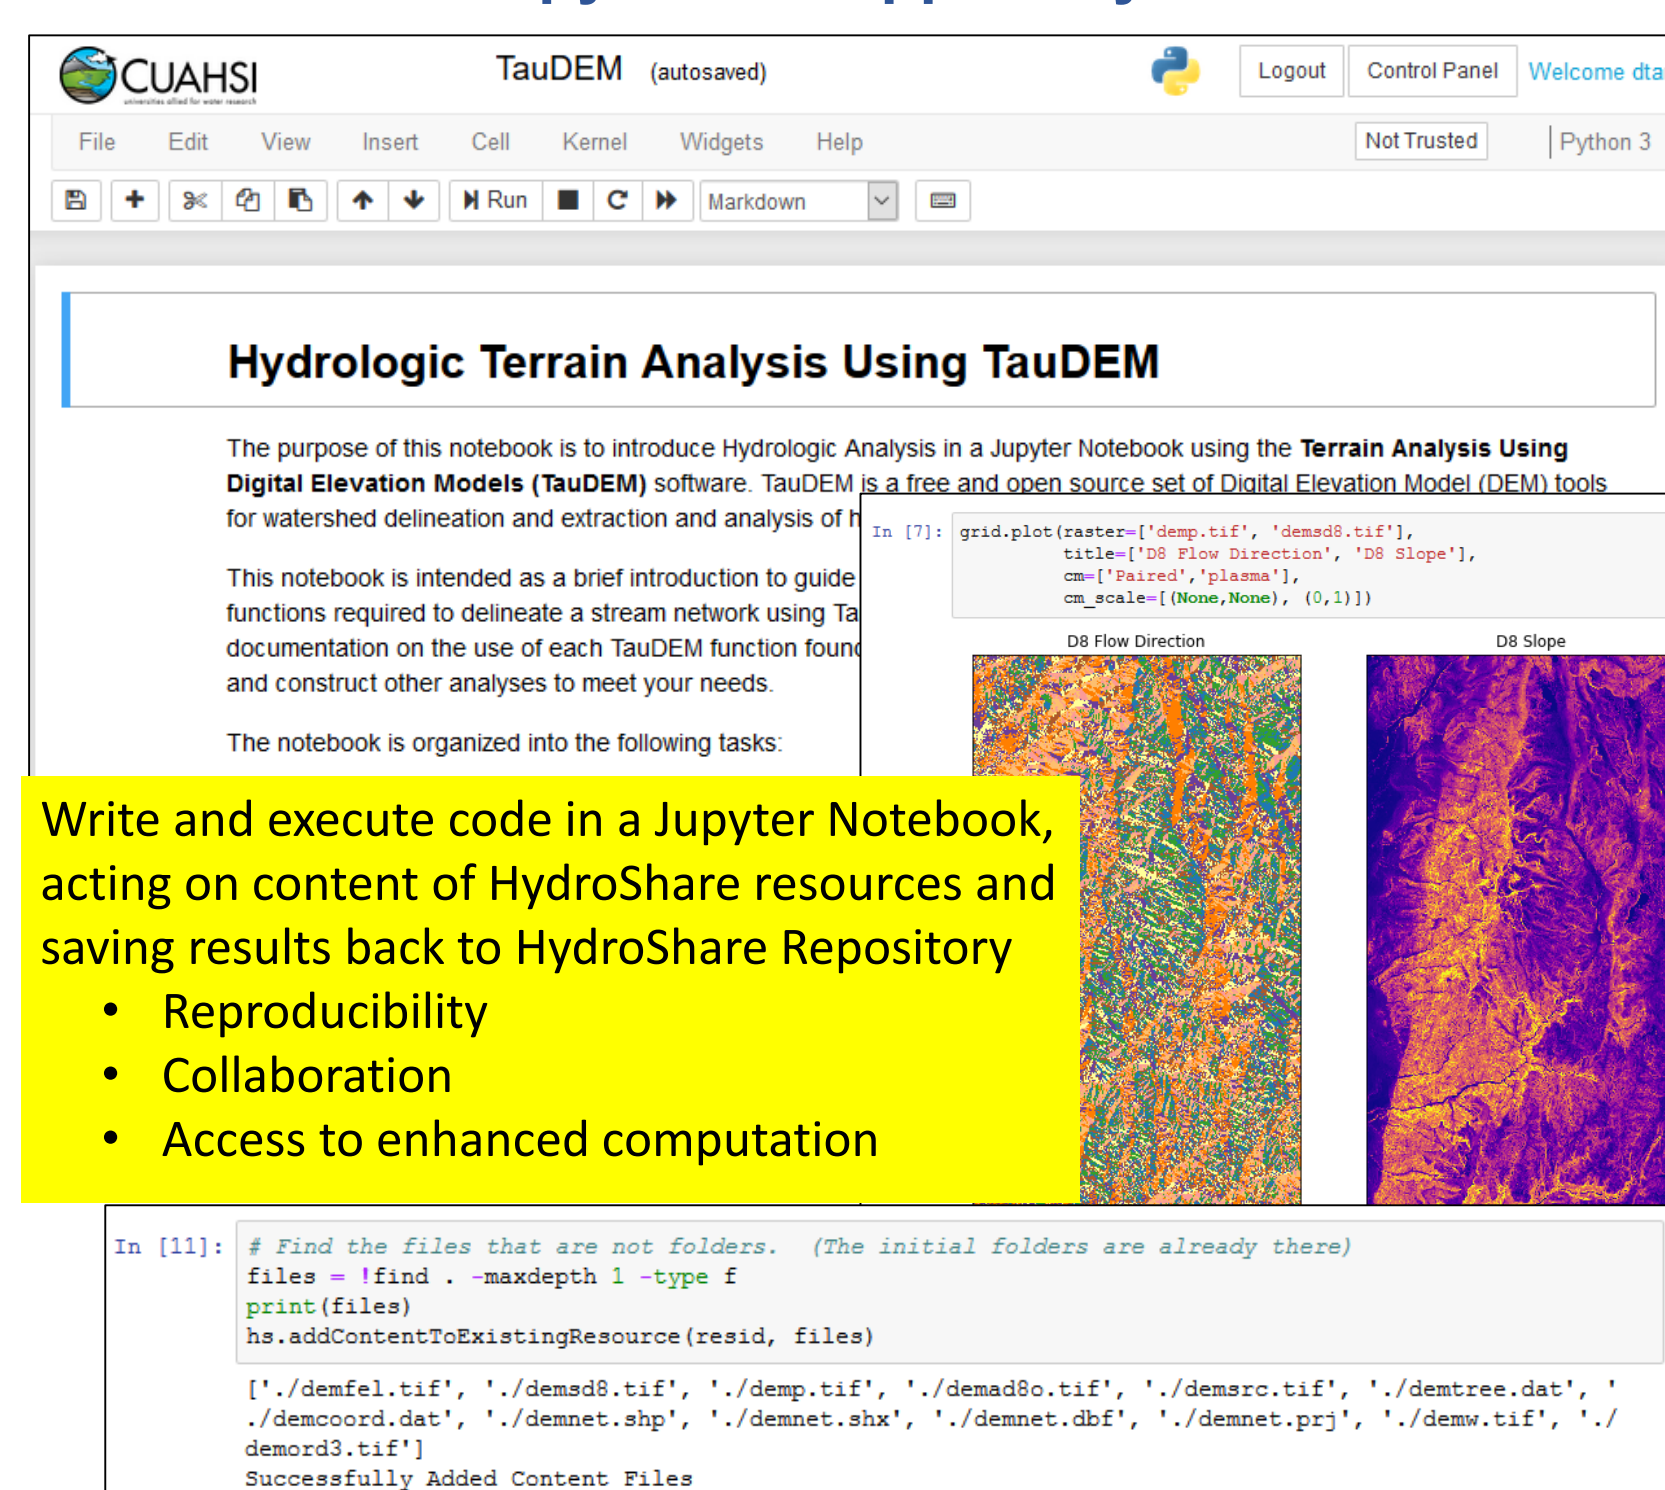 CUAHSI
universities allied for water research
TauDEM (autosaved)
Logout
Control Panel
Welcome
File Edit View Insert Cell Kernel Widgets Help
Not Trusted
Python 3
Run
Markdown
Hydrologic Terrain Analysis Using TauDEM
The purpose of this notebook is to introduce Hydrologic Analysis in a Jupyter Notebook using the Terrain Analysis Using
Digital Elevation Models (TauDEM) software. TauDEM is a free and open source set of Digital Elevation Model (DEM) tools
for watershed delineation and extraction and analysis of
This notebook is intended as a brief introduction to guide
functions required to delineate a stream network using
documentation on the use of each TauDEM function
and construct other analyses to meet your needs.
The notebook is organized into the following tasks:
In [7]: grid.plot(raster=['demp.tif', 'demsd8.tif'],
title=['D8 Flow Direction', 'D8 Slope'],
cm=['Paired','plasma'],
cm_scale=[(None,None), (0,1)])
D8 Flow Direction
D8 Slope
Write and execute code in a Jupyter Notebook,
acting on content of HydroShare resources and
saving results back to HydroShare Repository
• Reproducibility
• Collaboration
• Access to enhanced computation
In [11]: # Find the files that are not folders. (The initial folders are already there)
files = !find . -maxdepth 1 -type f
print(files)
hs.addContentToExistingResource(resid, files)
['./demfel.tif', './demsd8.tif', './demp.tif', './demad8o.tif', './demsrc.tif', './demtree.dat', '
./demcoord.dat', './demnet.shp', './demnet.shx', './demnet.dbf', './demnet.prj', './demw.tif', './
demord3.tif']
Successfully Added Content Files